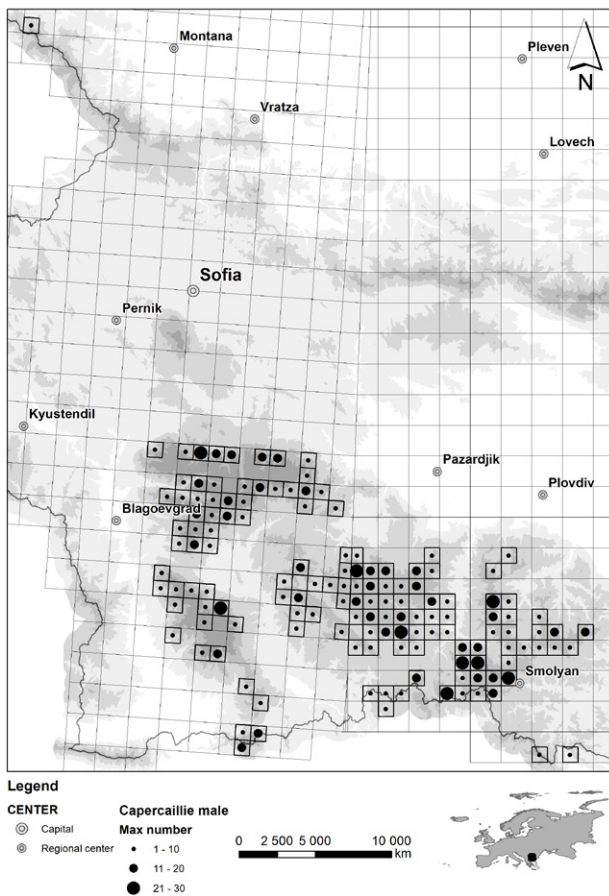 Montana
Pleven
N
Vratza
Lovech
Sofia
Pernik
Kyustendil
Pazardjik
Plovdiv
Blagoevgrad
Smolyan
Legend
CENTER
Capital
Regional center
Capercaillie male
Max number
1 - 10
11 - 20
21 - 30
0 2 500 5 000 10 000
km